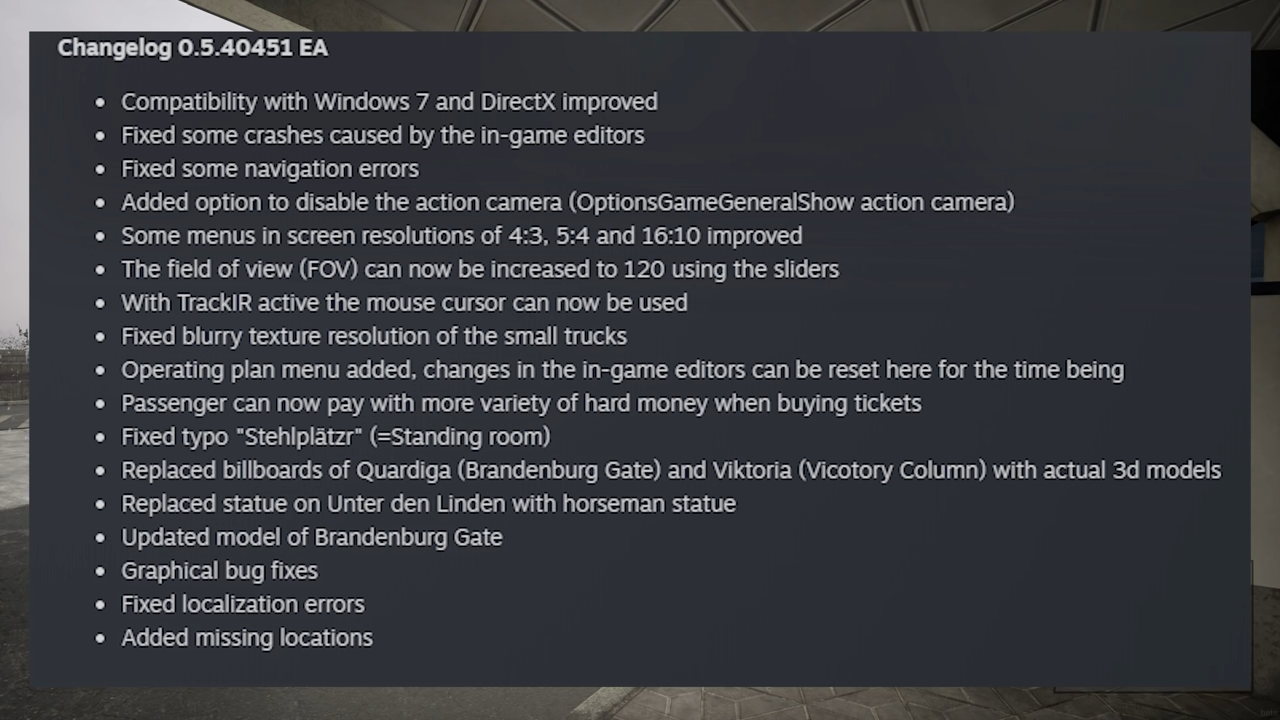 Changelog 0.5.40451 EA
• Compatibility with Windows 7 and DirectX improved
• Fixed some crashes caused by the in-game editors
• Fixed some navigation errors
• Added option to disable the action camera (OptionsGameGeneralShow action camera)
• Some menus in screen resolutions of 4:3, 5:4 and 16:10 improved
• The field of view (FOV) can now be increased to 120 using the sliders
• With TrackIR active the mouse cursor can now be used
• Fixed blurry texture resolution of the small trucks
• Operating plan menu added, changes in the in-game editors can be reset here for the time being
• Passenger can now pay with more variety of hard money when buying tickets
• Fixed typo "Stehlplätzr" (=Standing room)
• Replaced billboards of Quardiga (Brandenburg Gate) and Viktoria (Vicotory Column) with actual 3d models
• Replaced statue on Unter den Linden with horseman statue
• Updated model of Brandenburg Gate
• Graphical bug fixes
• Fixed localization errors
• Added missing locations